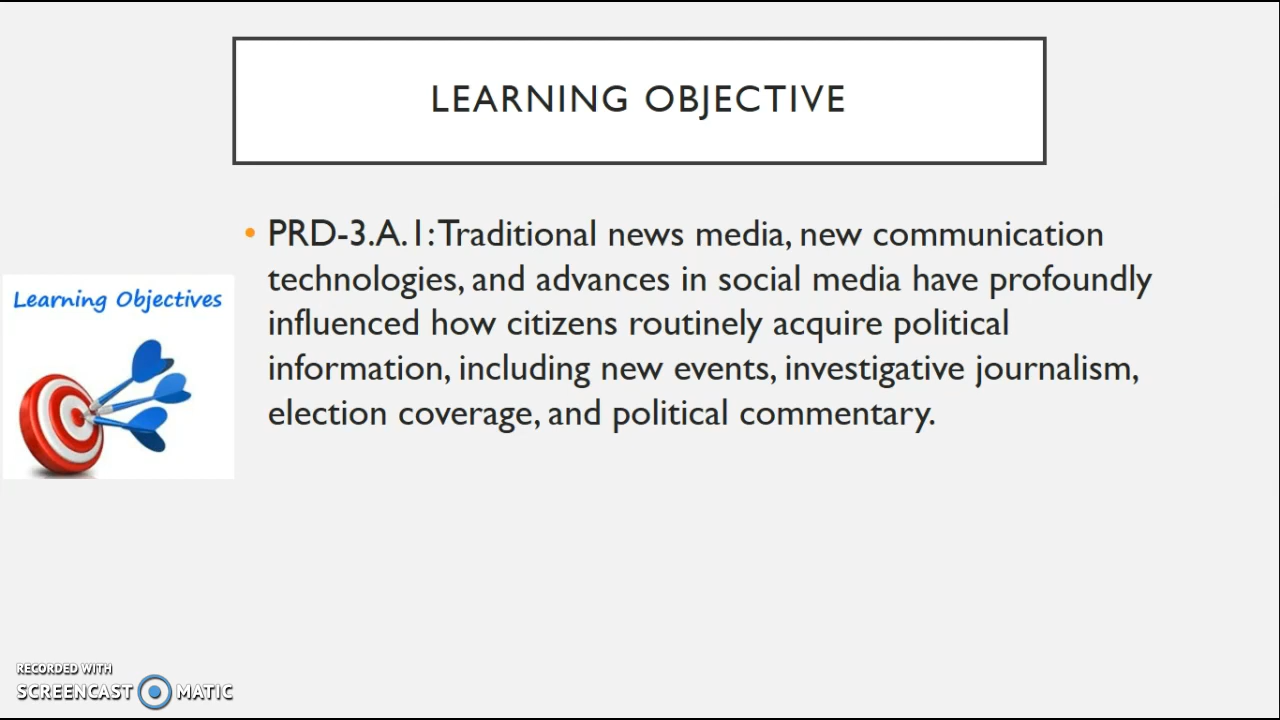 LEARNING OBJECTIVE
• PRD-3.A.1: Traditional news media, new communication
technologies, and advances in social media have profoundly
influenced how citizens routinely acquire political
information, including new events, investigative journalism,
election coverage, and political commentary.
Learning Objectives
RECORDED WITH
SCREENCAST MATIC